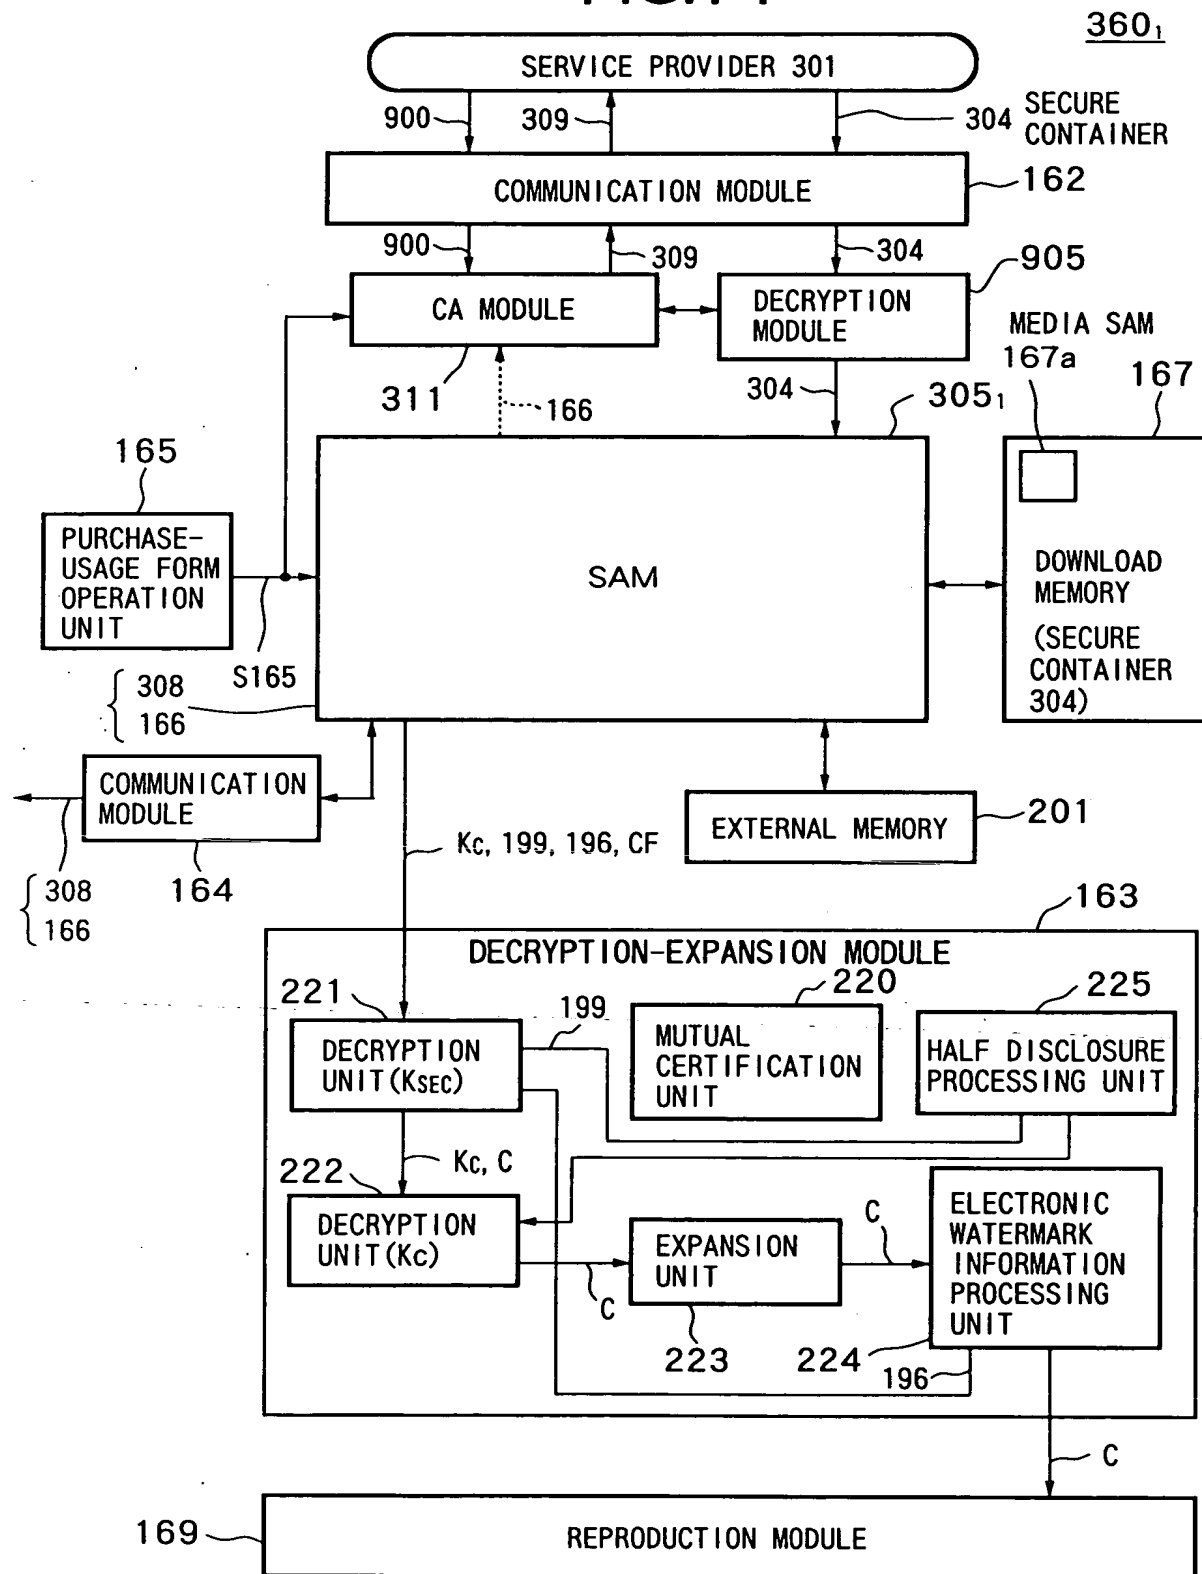 360₁
SERVICE PROVIDER 301
900
309
304
SECURE
CONTAINER
COMMUNICATION MODULE
162
900
309
304
905
CA MODULE
DECRYPTION
MODULE
MEDIA SAM
167a
167
311
166
304
305₁
165
PURCHASE-
USAGE FORM
OPERATION
UNIT
SAM
DOWNLOAD
MEMORY
(SECURE
CONTAINER
304)
S165
308
166
COMMUNICATION
MODULE
164
308
166
EXTERNAL MEMORY
201
Kc, 199, 196, CF
163
DECRYPTION-EXPANSION MODULE
221
199
220
225
DECRYPTION
UNIT(KSEC)
MUTUAL
CERTIFICATION
UNIT
HALF DISCLOSURE
PROCESSING UNIT
Kc, C
222
DECRYPTION
UNIT(Kc)
C
EXPANSION
UNIT
C
ELECTRONIC
WATERMARK
INFORMATION
PROCESSING
UNIT
223
224
196
C
169
REPRODUCTION MODULE